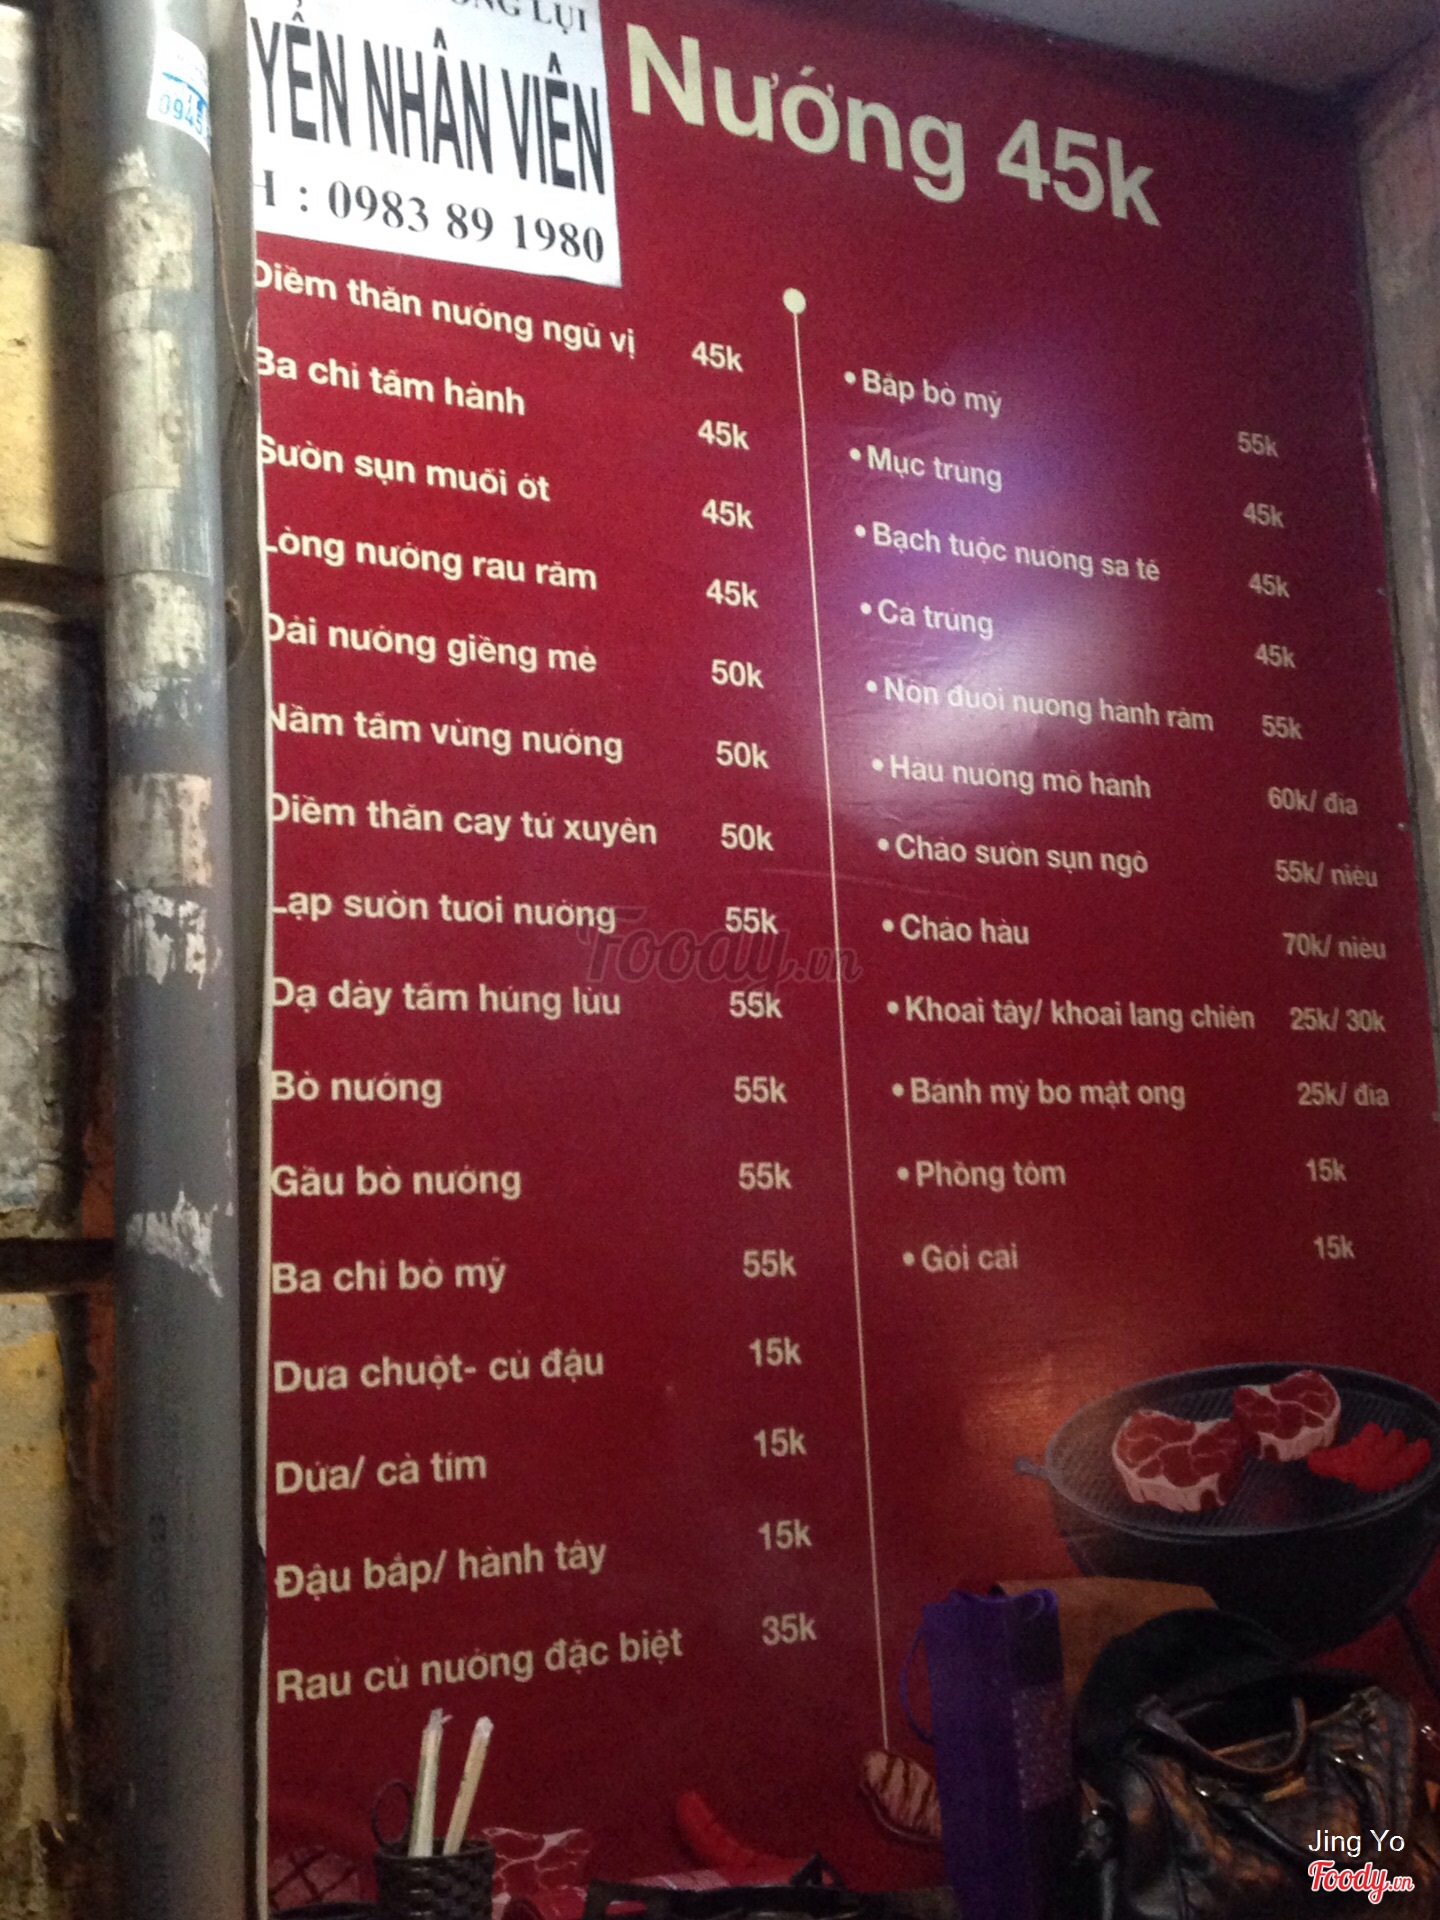 NG LỤI
YỂN NHÂN VIÊN
H : 0983 89 1980
0945
Nướng 45k
Diềm thăn nướng ngũ vị 45k
Ba chỉ tẩm hành 45k
Sườn sụn muối ớt 45k
Lòng nướng rau răm 45k
Dải nướng giềng mẻ 50k
Nầm tẩm vừng nướng 50k
Diềm thăn cay tứ xuyên 50k
Lạp sườn tươi nướng 55k
Dạ dày tẩm húng lừu 55k
Bò nướng 55k
Gầu bò nướng 55k
Ba chỉ bò mỹ 55k
Dưa chuột- củ đậu 15k
Dứa/ cà tím 15k
Đậu bắp/ hành tây 15k
Rau củ nướng đặc biệt 35k
• Bắp bò mỹ 55k
• Mực trứng 45k
• Bạch tuộc nướng sa tế 45k
• Cá trứng 45k
• Nõn đuôi nướng hành răm 55k
• Hàu nướng mỡ hành 60k/ đĩa
• Cháo sườn sụn ngô 55k/ niêu
• Cháo hàu 70k/ niêu
• Khoai tây/ khoai lang chiên 25k/ 30k
• Bánh mỳ bơ mật ong 25k/ đĩa
• Phồng tôm 15k
• Gói cải 15k
Foody.vn
Jing Yo
Foody.vn